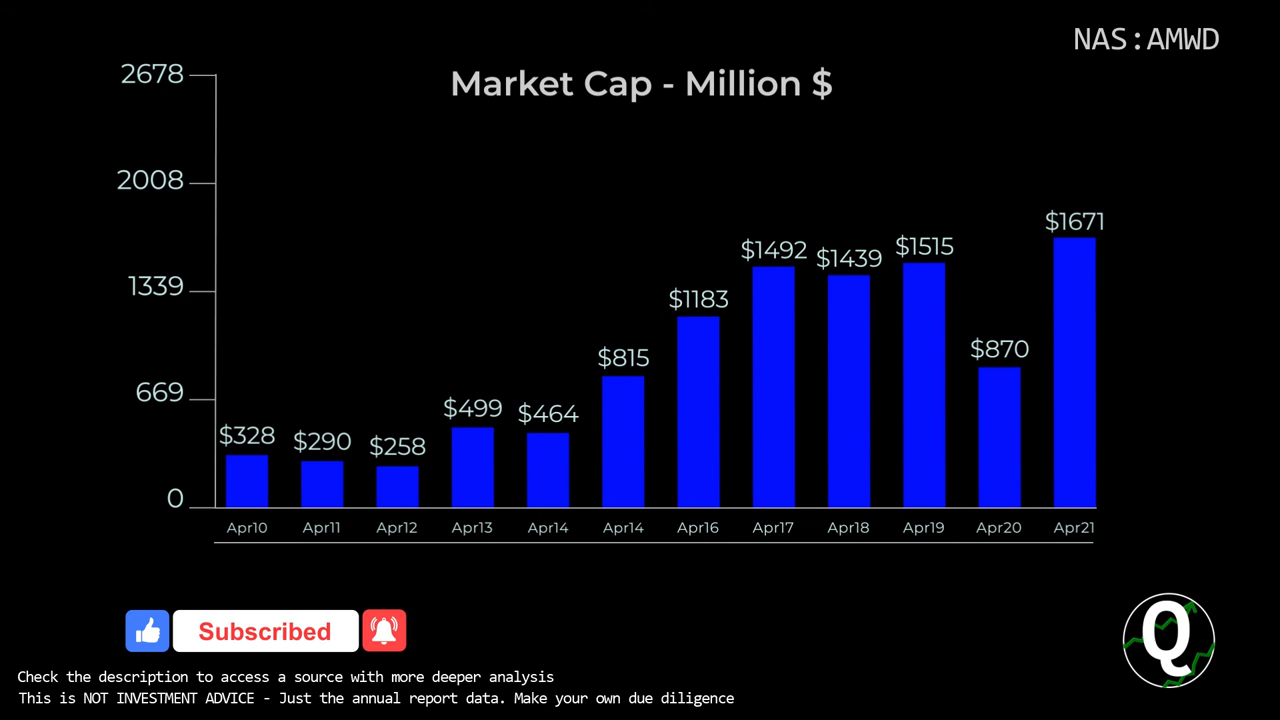 NAS:AMWD
Market Cap - Million $
2678
2008
1339
669
0
$328
$290
$258
$499
$464
$815
$1183
$1492
$1439
$1515
$870
$1671
Apr10 Apr11 Apr12 Apr13 Apr14 Apr14 Apr16 Apr17 Apr18 Apr19 Apr20 Apr21
Subscribed
Q
Check the description to access a source with more deeper analysis
This is NOT INVESTMENT ADVICE - Just the annual report data. Make your own due diligence